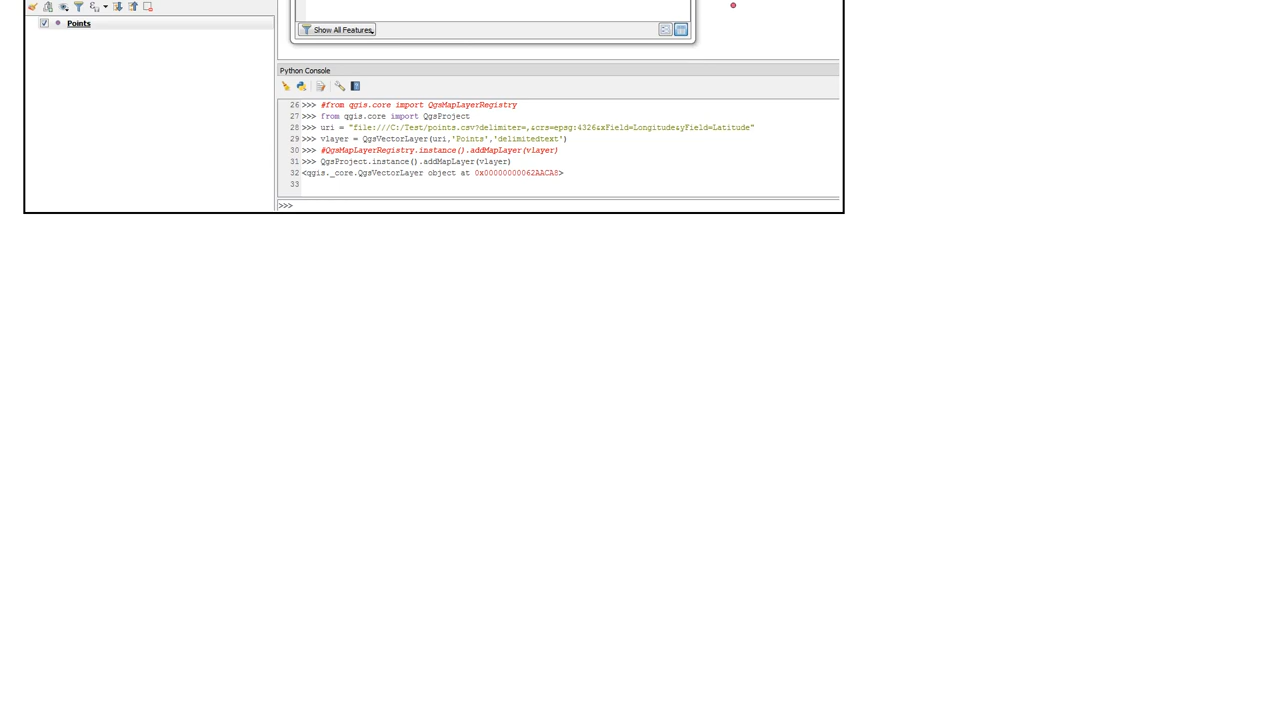 Points
Show All Features
Python Console
26 >>> #from qgis.core import QgsMapLayerRegistry
27 >>> from qgis.core import QgsProject
28 >>> uri = "file:///C:/Test/points.csv?delimiter=,&crs=epsg:4326&xField=Longitude&yField=Latitude"
29 >>> vlayer = QgsVectorLayer(uri,'Points','delimitedtext')
30 >>> #QgsMapLayerRegistry.instance().addMapLayer(vlayer)
31 >>> QgsProject.instance().addMapLayer(vlayer)
32 <qgis._core.QgsVectorLayer object at 0x00000000062AACA8>
33
>>>